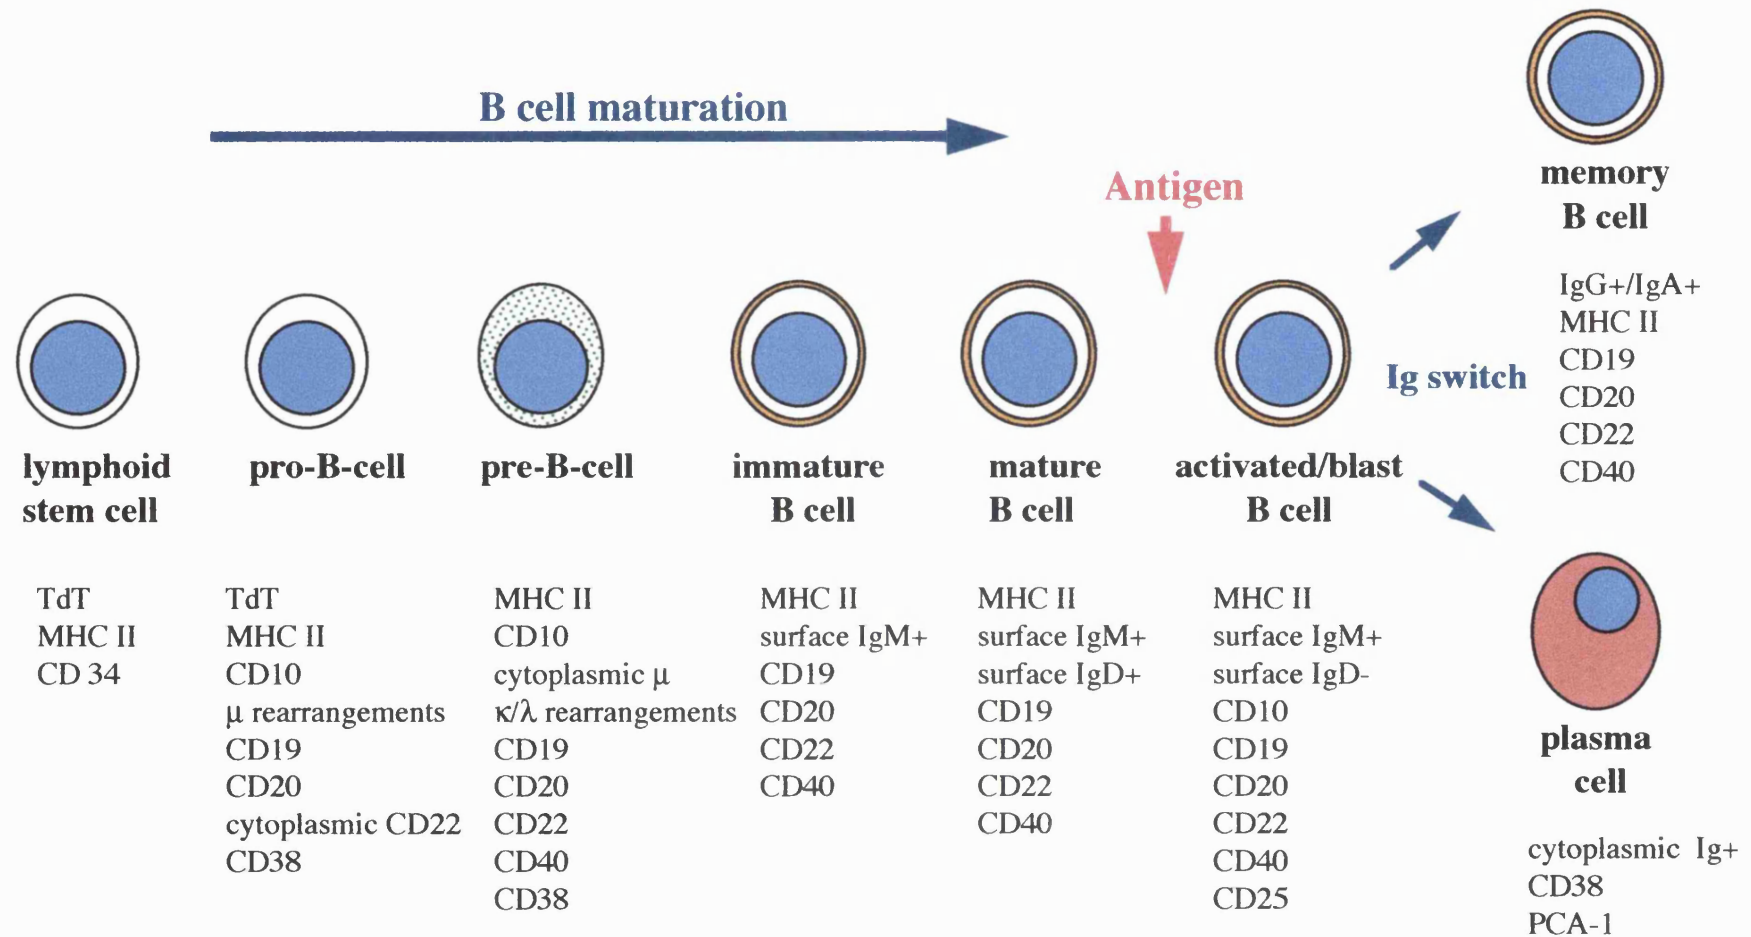 B cell maturation
Antigen
Ig switch
lymphoid
stem cell
TdT
MHC II
CD 34
pro-B-cell
TdT
MHC II
CD10
μ rearrangements
CD19
CD20
cytoplasmic CD22
CD38
pre-B-cell
MHC II
CD10
cytoplasmic μ
κ/λ rearrangements
CD19
CD20
CD22
CD40
CD38
immature
B cell
MHC II
surface IgM+
CD19
CD20
CD22
CD40
mature
B cell
MHC II
surface IgM+
surface IgD+
CD19
CD20
CD22
CD40
activated/blast
B cell
MHC II
surface IgM+
surface IgD-
CD10
CD19
CD20
CD22
CD40
CD25
memory
B cell
IgG+/IgA+
MHC II
CD19
CD20
CD22
CD40
plasma
cell
cytoplasmic Ig+
CD38
PCA-1